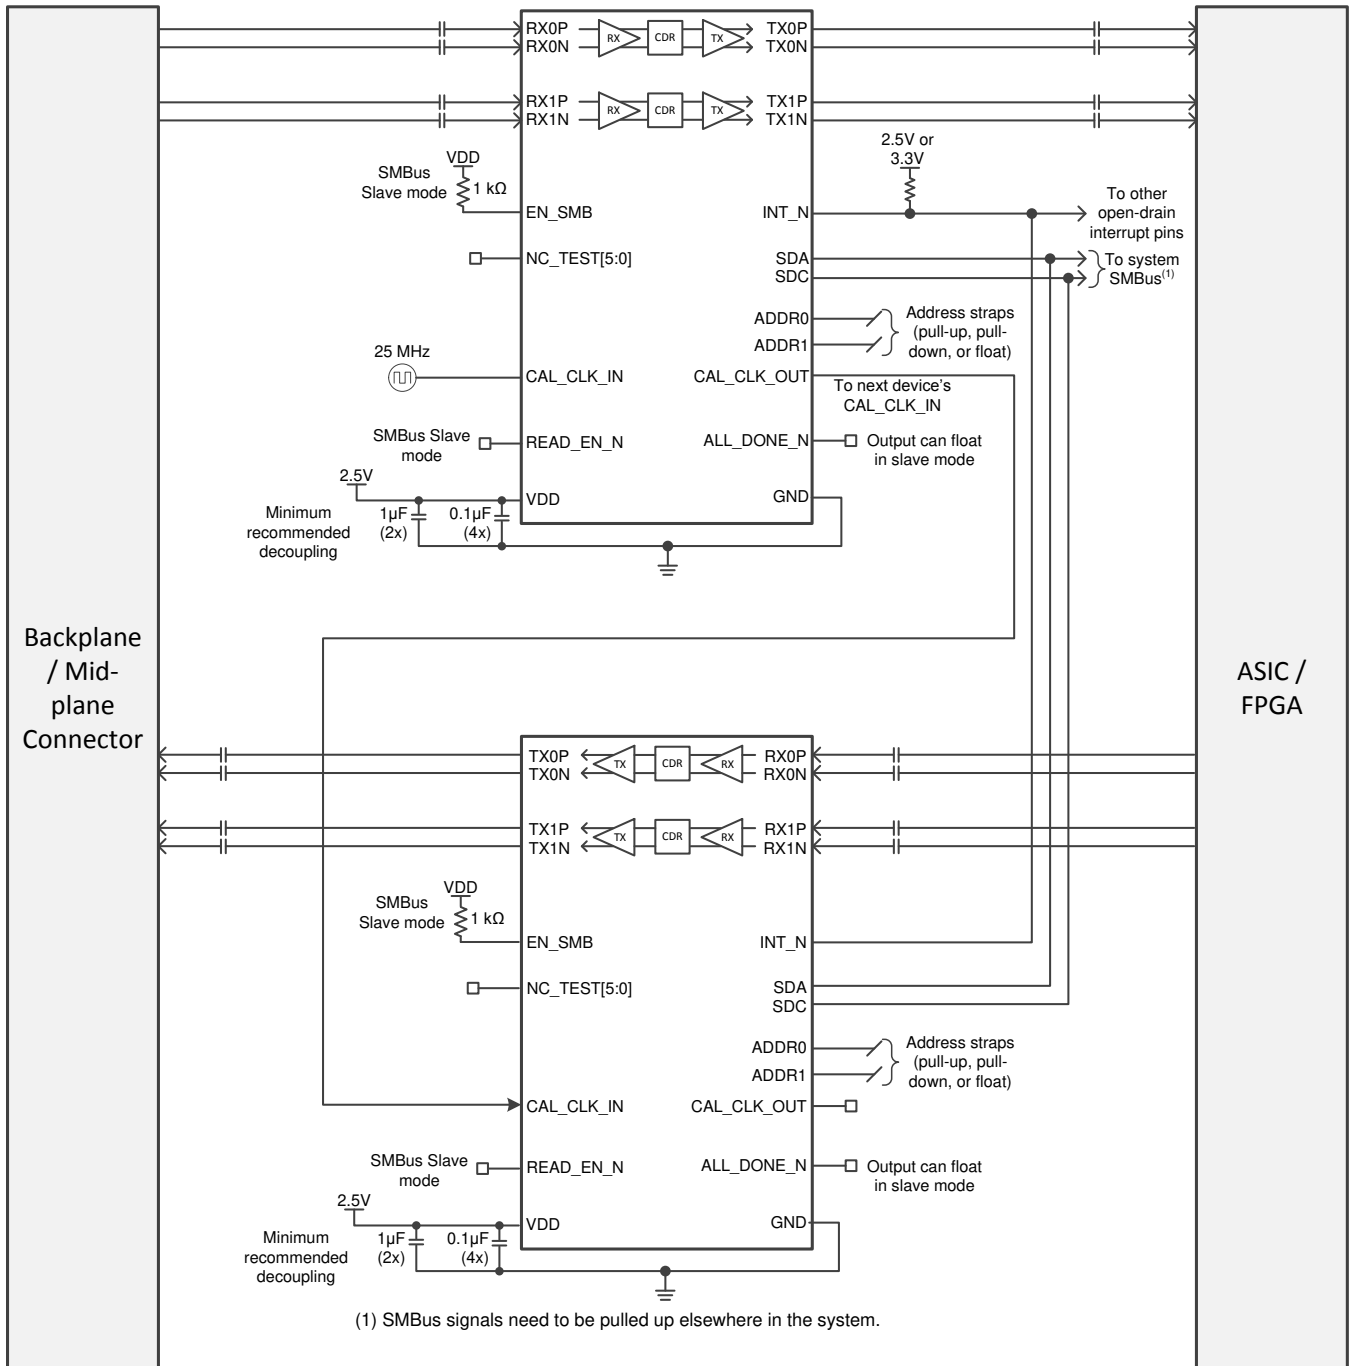 RX0P
RX0N
RX
CDR
TX
TX0P
TX0N
RX1P
RX1N
RX
CDR
TX
TX1P
TX1N
2.5V or
3.3V
VDD
SMBus
Slave mode
1 kΩ
EN_SMB
INT_N
To other
open-drain
interrupt pins
NC_TEST[5:0]
SDA
SDC
To system
SMBus(1)
ADDR0
ADDR1
Address straps
(pull-up, pull-
down, or float)
25 MHz
CAL_CLK_IN
CAL_CLK_OUT
To next device's
CAL_CLK_IN
SMBus Slave
mode
READ_EN_N
ALL_DONE_N
Output can float
in slave mode
2.5V
VDD
GND
Minimum
recommended
decoupling
1µF
(2x)
0.1µF
(4x)
Backplane
/ Mid-
plane
Connector
ASIC /
FPGA
TX0P
TX0N
TX
CDR
RX
RX0P
RX0N
TX1P
TX1N
TX
CDR
RX
RX1P
RX1N
VDD
SMBus
Slave mode
1 kΩ
EN_SMB
INT_N
NC_TEST[5:0]
SDA
SDC
ADDR0
ADDR1
Address straps
(pull-up, pull-
down, or float)
CAL_CLK_IN
CAL_CLK_OUT
SMBus Slave
mode
READ_EN_N
ALL_DONE_N
Output can float
in slave mode
2.5V
VDD
GND
Minimum
recommended
decoupling
1µF
(2x)
0.1µF
(4x)
(1) SMBus signals need to be pulled up elsewhere in the system.